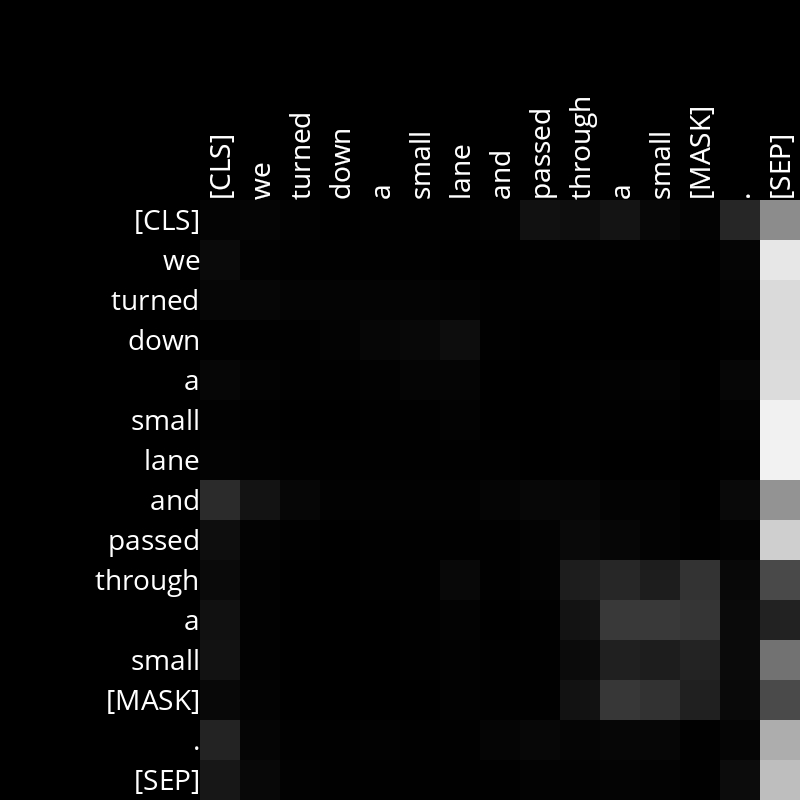 [CLS] we turned down a small lane and passed through a small [MASK] . [SEP]
[CLS]
we
turned
down
a
small
lane
and
passed
through
a
small
[MASK]
.
[SEP]